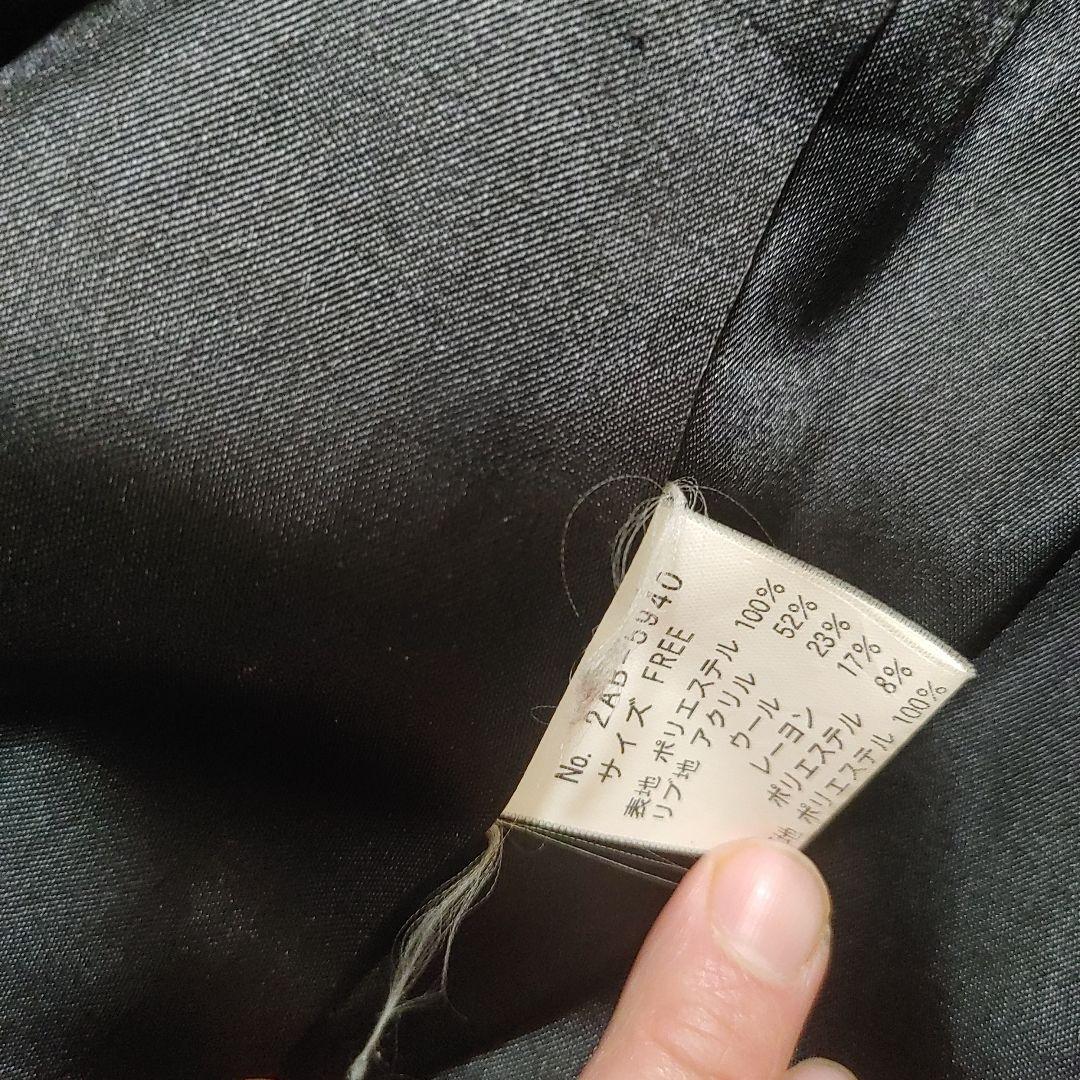 No. 2AB-6940
サイズ FREE
表地 ポリエステル 100%
リブ地 アクリル 52%
ウール 23%
レーヨン 17%
ポリエステル 8%
地 ポリエステル 100%